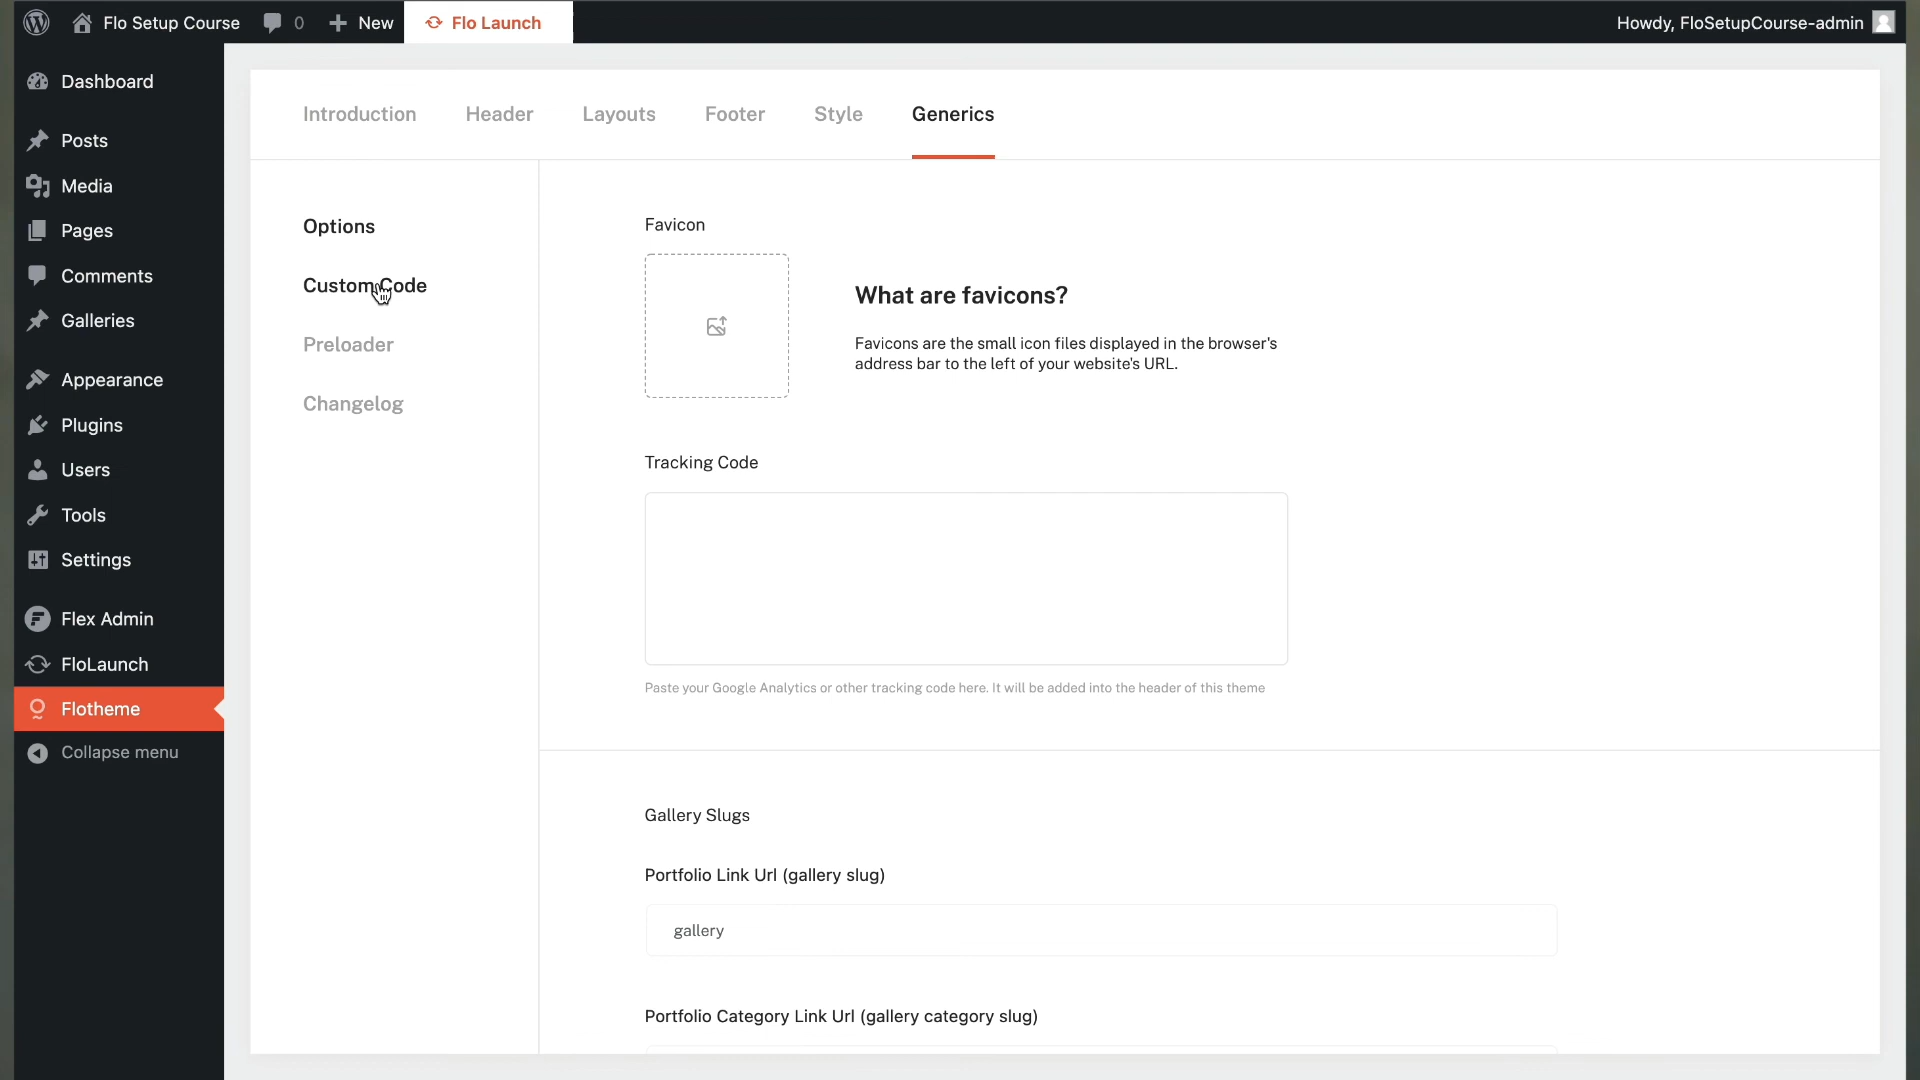 Flo Setup Course
0
New
Flo Launch
Howdy, FloSetupCourse-admin
Dashboard
Posts
Media
Pages
Comments
Galleries
Appearance
Plugins
Users
Tools
Settings
Flex Admin
FloLaunch
Flotheme
Collapse menu
Introduction
Header
Layouts
Footer
Style
Generics
Options
Custom Code
Preloader
Changelog
Favicon
What are favicons?
Favicons are the small icon files displayed in the browser's
address bar to the left of your website's URL.
Tracking Code
Paste your Google Analytics or other tracking code here. It will be added into the header of this theme
Gallery Slugs
Portfolio Link Url (gallery slug)
gallery
Portfolio Category Link Url (gallery category slug)